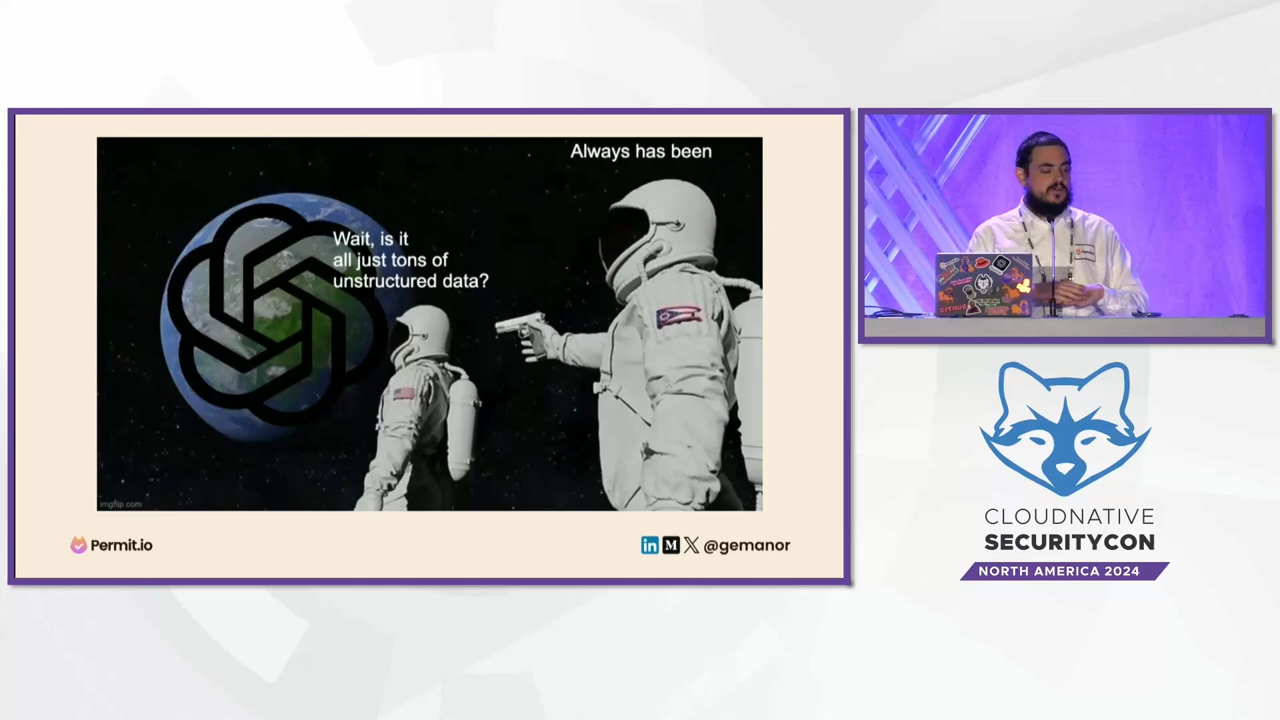 Always has been
Wait, is it
all just tons of
unstructured data?
imgflip.com
Permit.io
in M X @gemanor
CLOUDNATIVE
SECURITYCON
NORTH AMERICA 2024